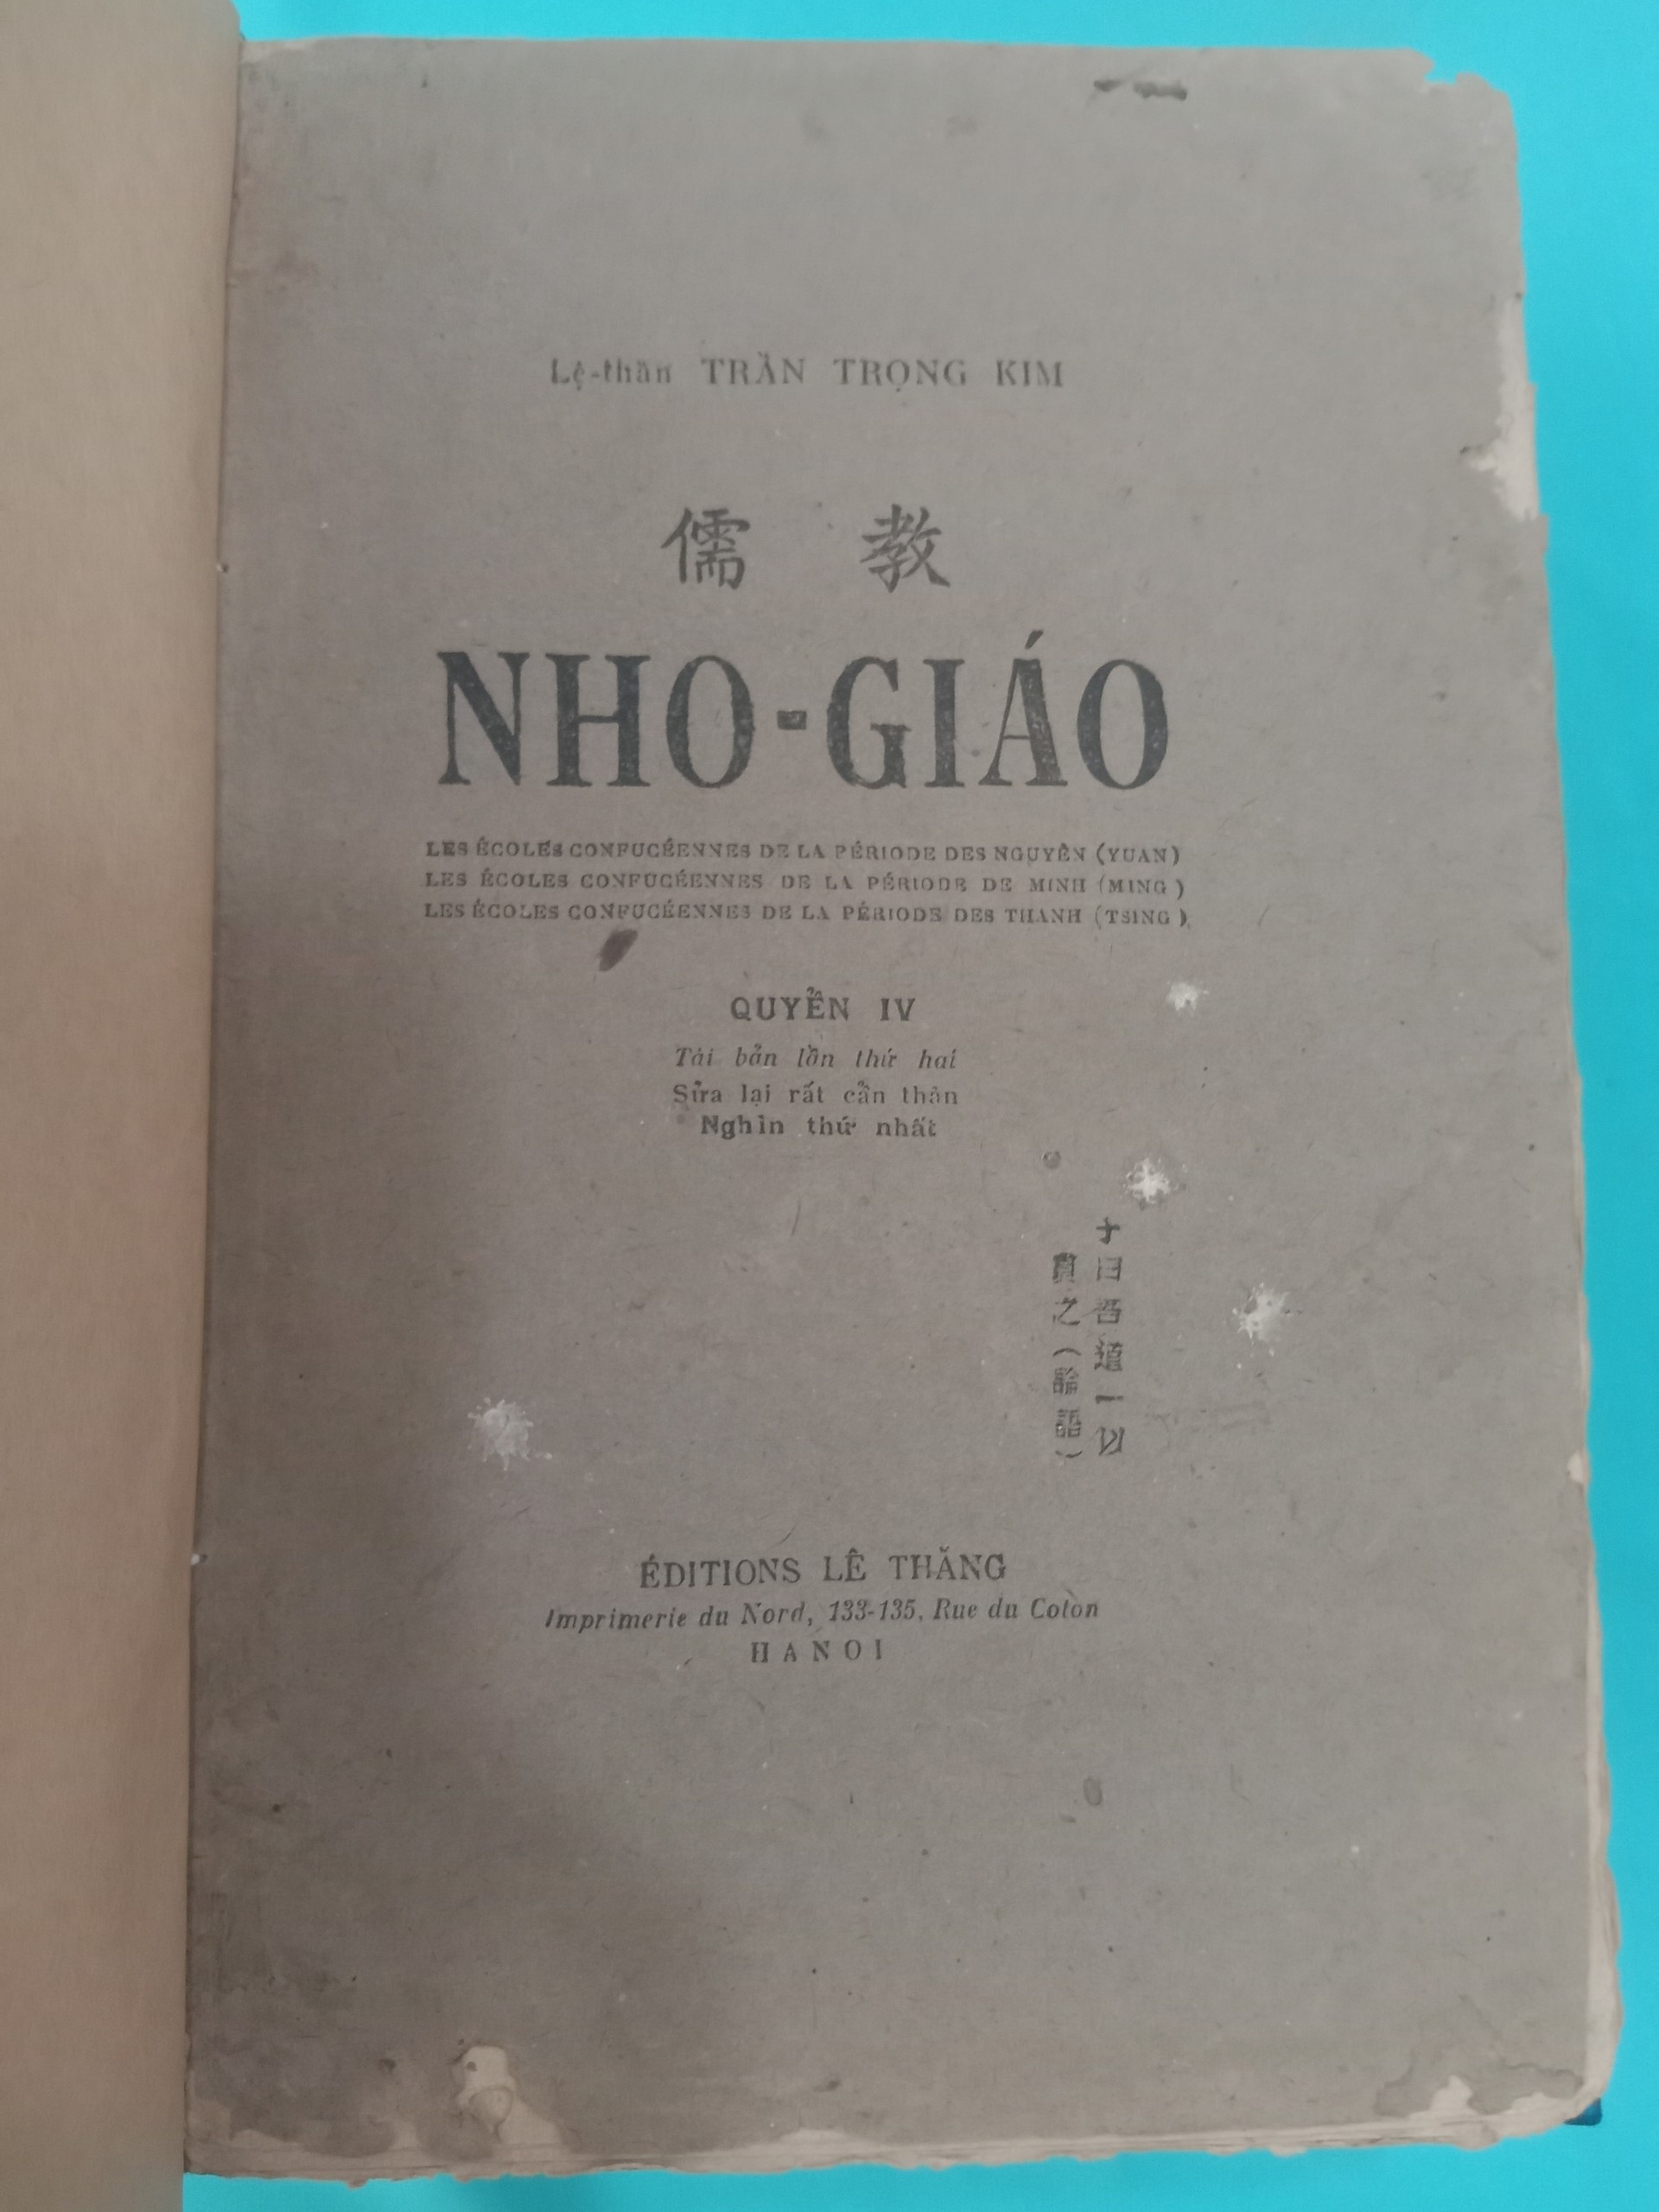 Lệ-thần TRẦN TRỌNG KIM
儒 教
NHO-GIÁO
LES ÉCOLES CONFUCÉENNES DE LA PÉRIODE DES NGUYÊN (YUAN)
LES ÉCOLES CONFUCÉENNES DE LA PÉRIODE DE MINH (MING)
LES ÉCOLES CONFUCÉENNES DE LA PÉRIODE DES THANH (TSING)
QUYỂN IV
Tái bản lần thứ hai
Sửa lại rất cẩn thận
Nghìn thứ nhất
子曰吾道一以
貫之(論語)
ÉDITIONS LÊ THĂNG
Imprimerie du Nord, 133-135, Rue du Coton
HANOI